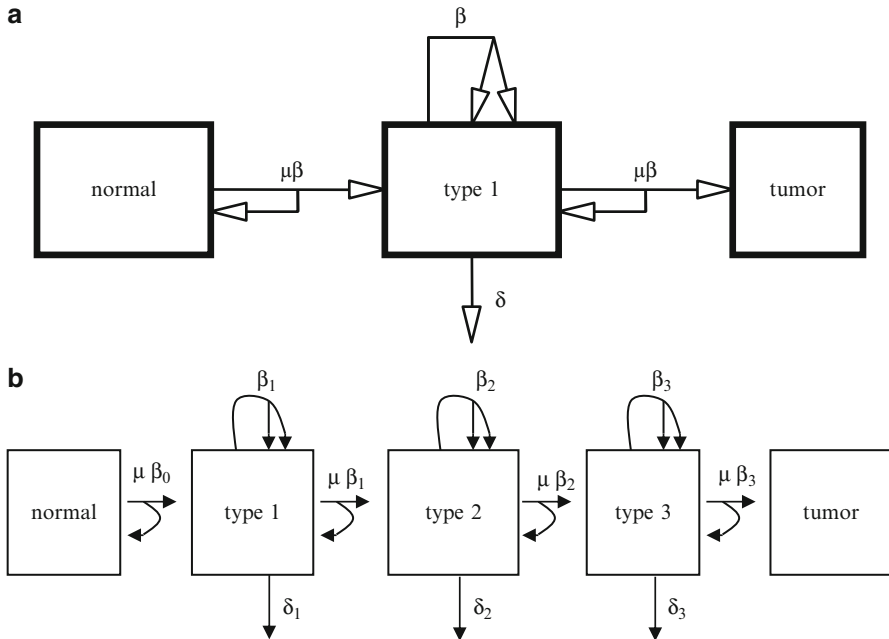 a
β
normal
μβ
type 1
μβ
tumor
δ
b
β₁
β₂
β₃
normal
μ β₀
type 1
μ β₁
type 2
μ β₂
type 3
μ β₃
tumor
δ₁
δ₂
δ₃